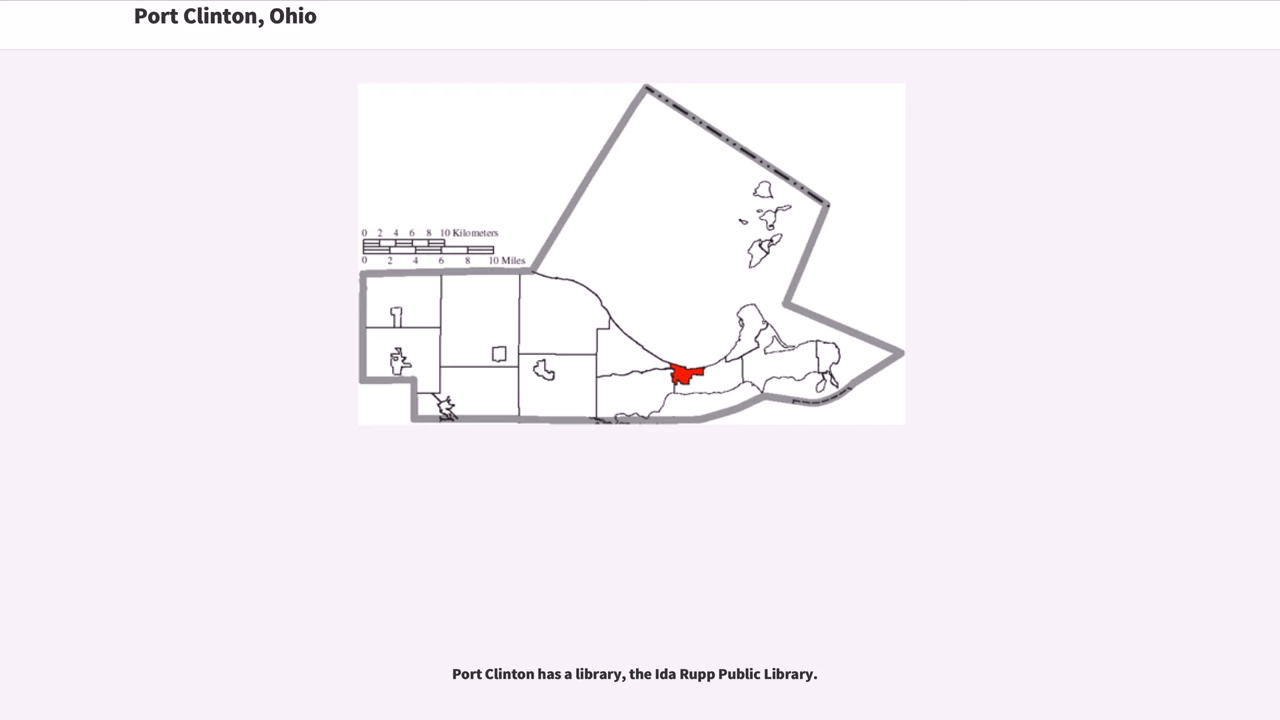 Port Clinton, Ohio
0 2 4 6 8 10 Kilometers
0 2 4 6 8 10 Miles
Port Clinton has a library, the Ida Rupp Public Library.